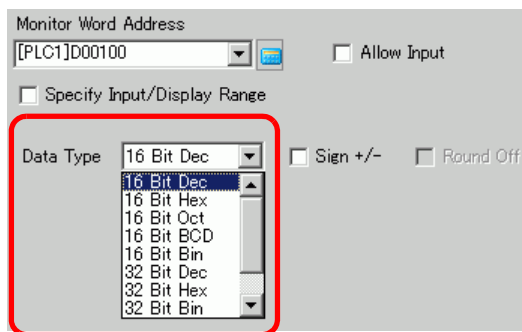 Monitor Word Address
[PLC1]D00100
Allow Input
Specify Input/Display Range
Data Type
16 Bit Dec
Sign +/-
Round Off
16 Bit Dec
16 Bit Hex
16 Bit Oct
16 Bit BCD
16 Bit Bin
32 Bit Dec
32 Bit Hex
32 Bit Bin